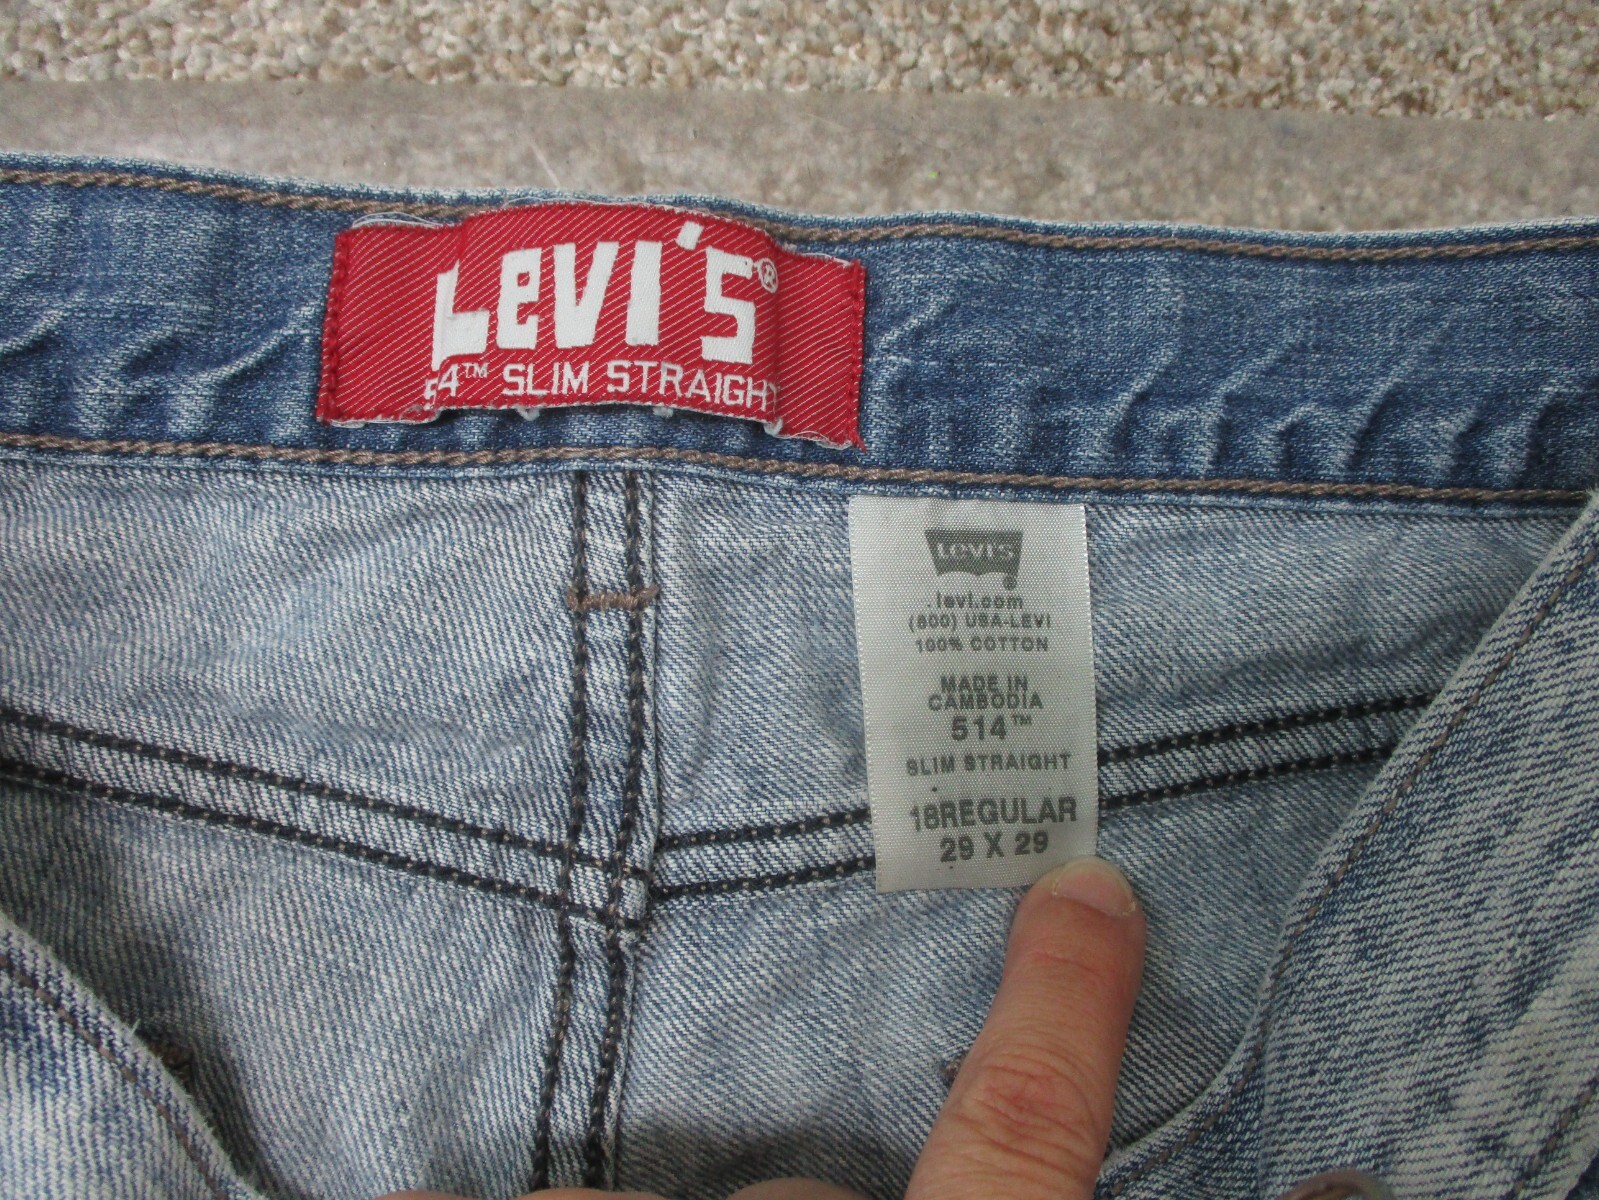 Levi's®
54™ SLIM STRAIGHT
Levi's
levi.com
(800) USA-LEVI
100% COTTON
MADE IN
CAMBODIA
514™
SLIM STRAIGHT
18REGULAR
29 X 29